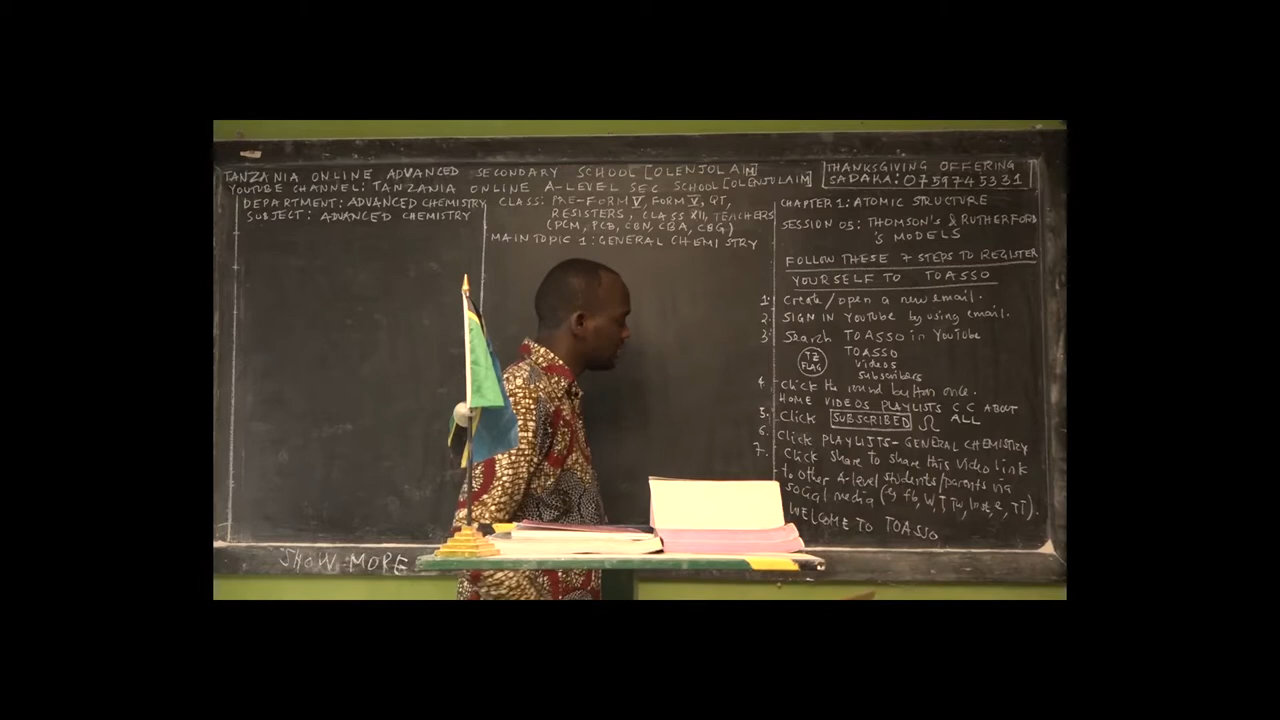 TANZANIA ONLINE ADVANCED SECONDARY SCHOOL [OLENJOLAIM]
YOUTUBE CHANNEL: TANZANIA ONLINE A-LEVEL SEC SCHOOL [OLENJOLAIM]
THANKSGIVING OFFERING
SADAKA: 0759745331
DEPARTMENT: ADVANCED CHEMISTRY
SUBJECT: ADVANCED CHEMISTRY
CLASS: PRE-FORM V, FORM V, QT,
RESISTERS, CLASS XII, TEACHERS
(PCM, PCB, CBN, CBA, CBG)
MAIN TOPIC 1: GENERAL CHEMISTRY
CHAPTER 1: ATOMIC STRUCTURE
SESSION 05: THOMSON'S & RUTHERFORD
'S MODELS
FOLLOW THESE 7 STEPS TO REGISTER
YOURSELF TO TOASSO
1. Create/open a new email.
2. SIGN IN YOUTUBE by using email.
3. Search TOASSO in YouTube
TZ FLAG
TOASSO
videos
subscribers
4. Click the round button once.
HOME VIDEOS PLAYLISTS C C ABOUT
5. Click SUBSCRIBED ALL
6. Click PLAYLISTS - GENERAL CHEMISTRY
7. Click share to share this video link
to other A-level students/parents via
social media
WELCOME TO TOASSO
SHOW MORE